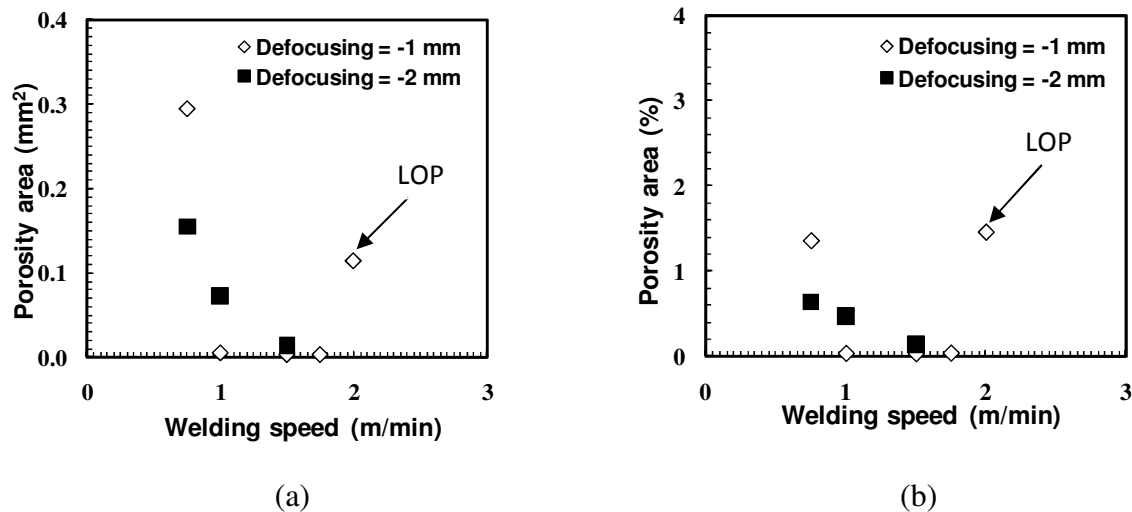 0.4
0.3
0.2
0.1
0.0
0
1
2
3
Porosity area (mm²)
Welding speed (m/min)
Defocusing = -1 mm
Defocusing = -2 mm
LOP
(a)
4
3
2
1
0
0
1
2
3
Porosity area (%)
Welding speed (m/min)
Defocusing = -1 mm
Defocusing = -2 mm
LOP
(b)